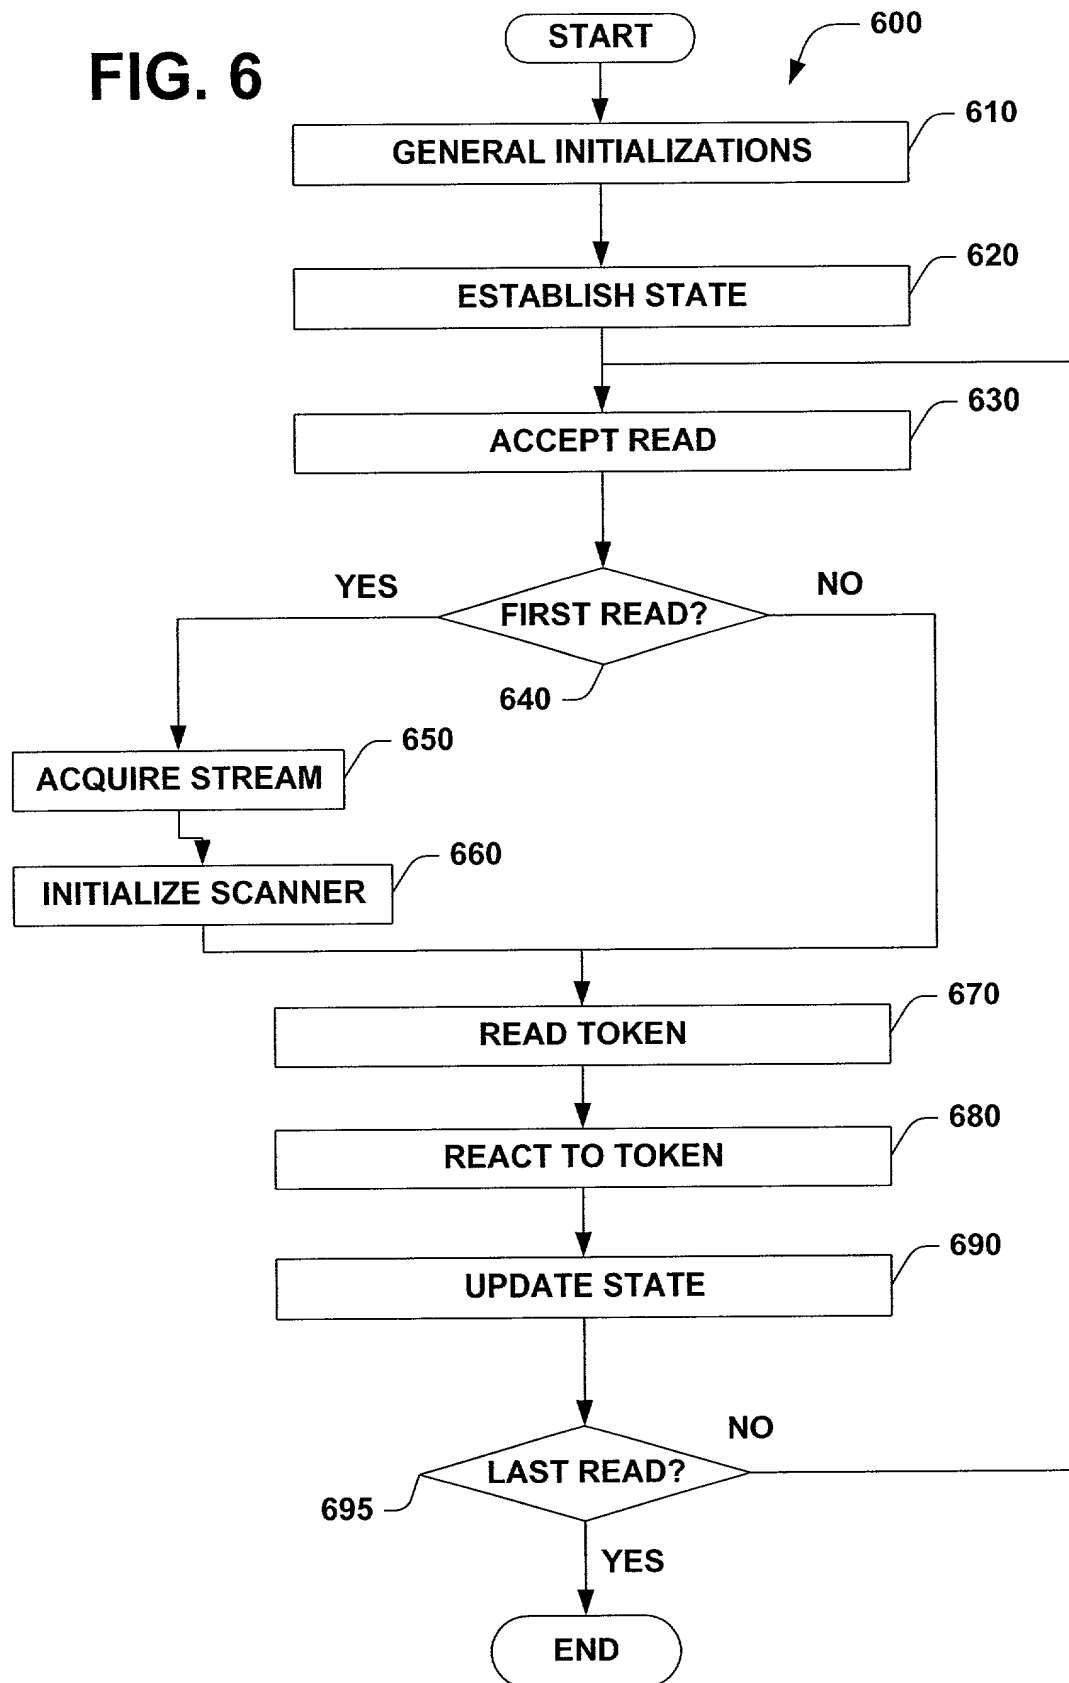 FIG. 6
START
600
GENERAL INITIALIZATIONS
610
ESTABLISH STATE
620
ACCEPT READ
630
YES
FIRST READ?
NO
640
ACQUIRE STREAM
650
INITIALIZE SCANNER
660
READ TOKEN
670
REACT TO TOKEN
680
UPDATE STATE
690
LAST READ?
NO
695
YES
END